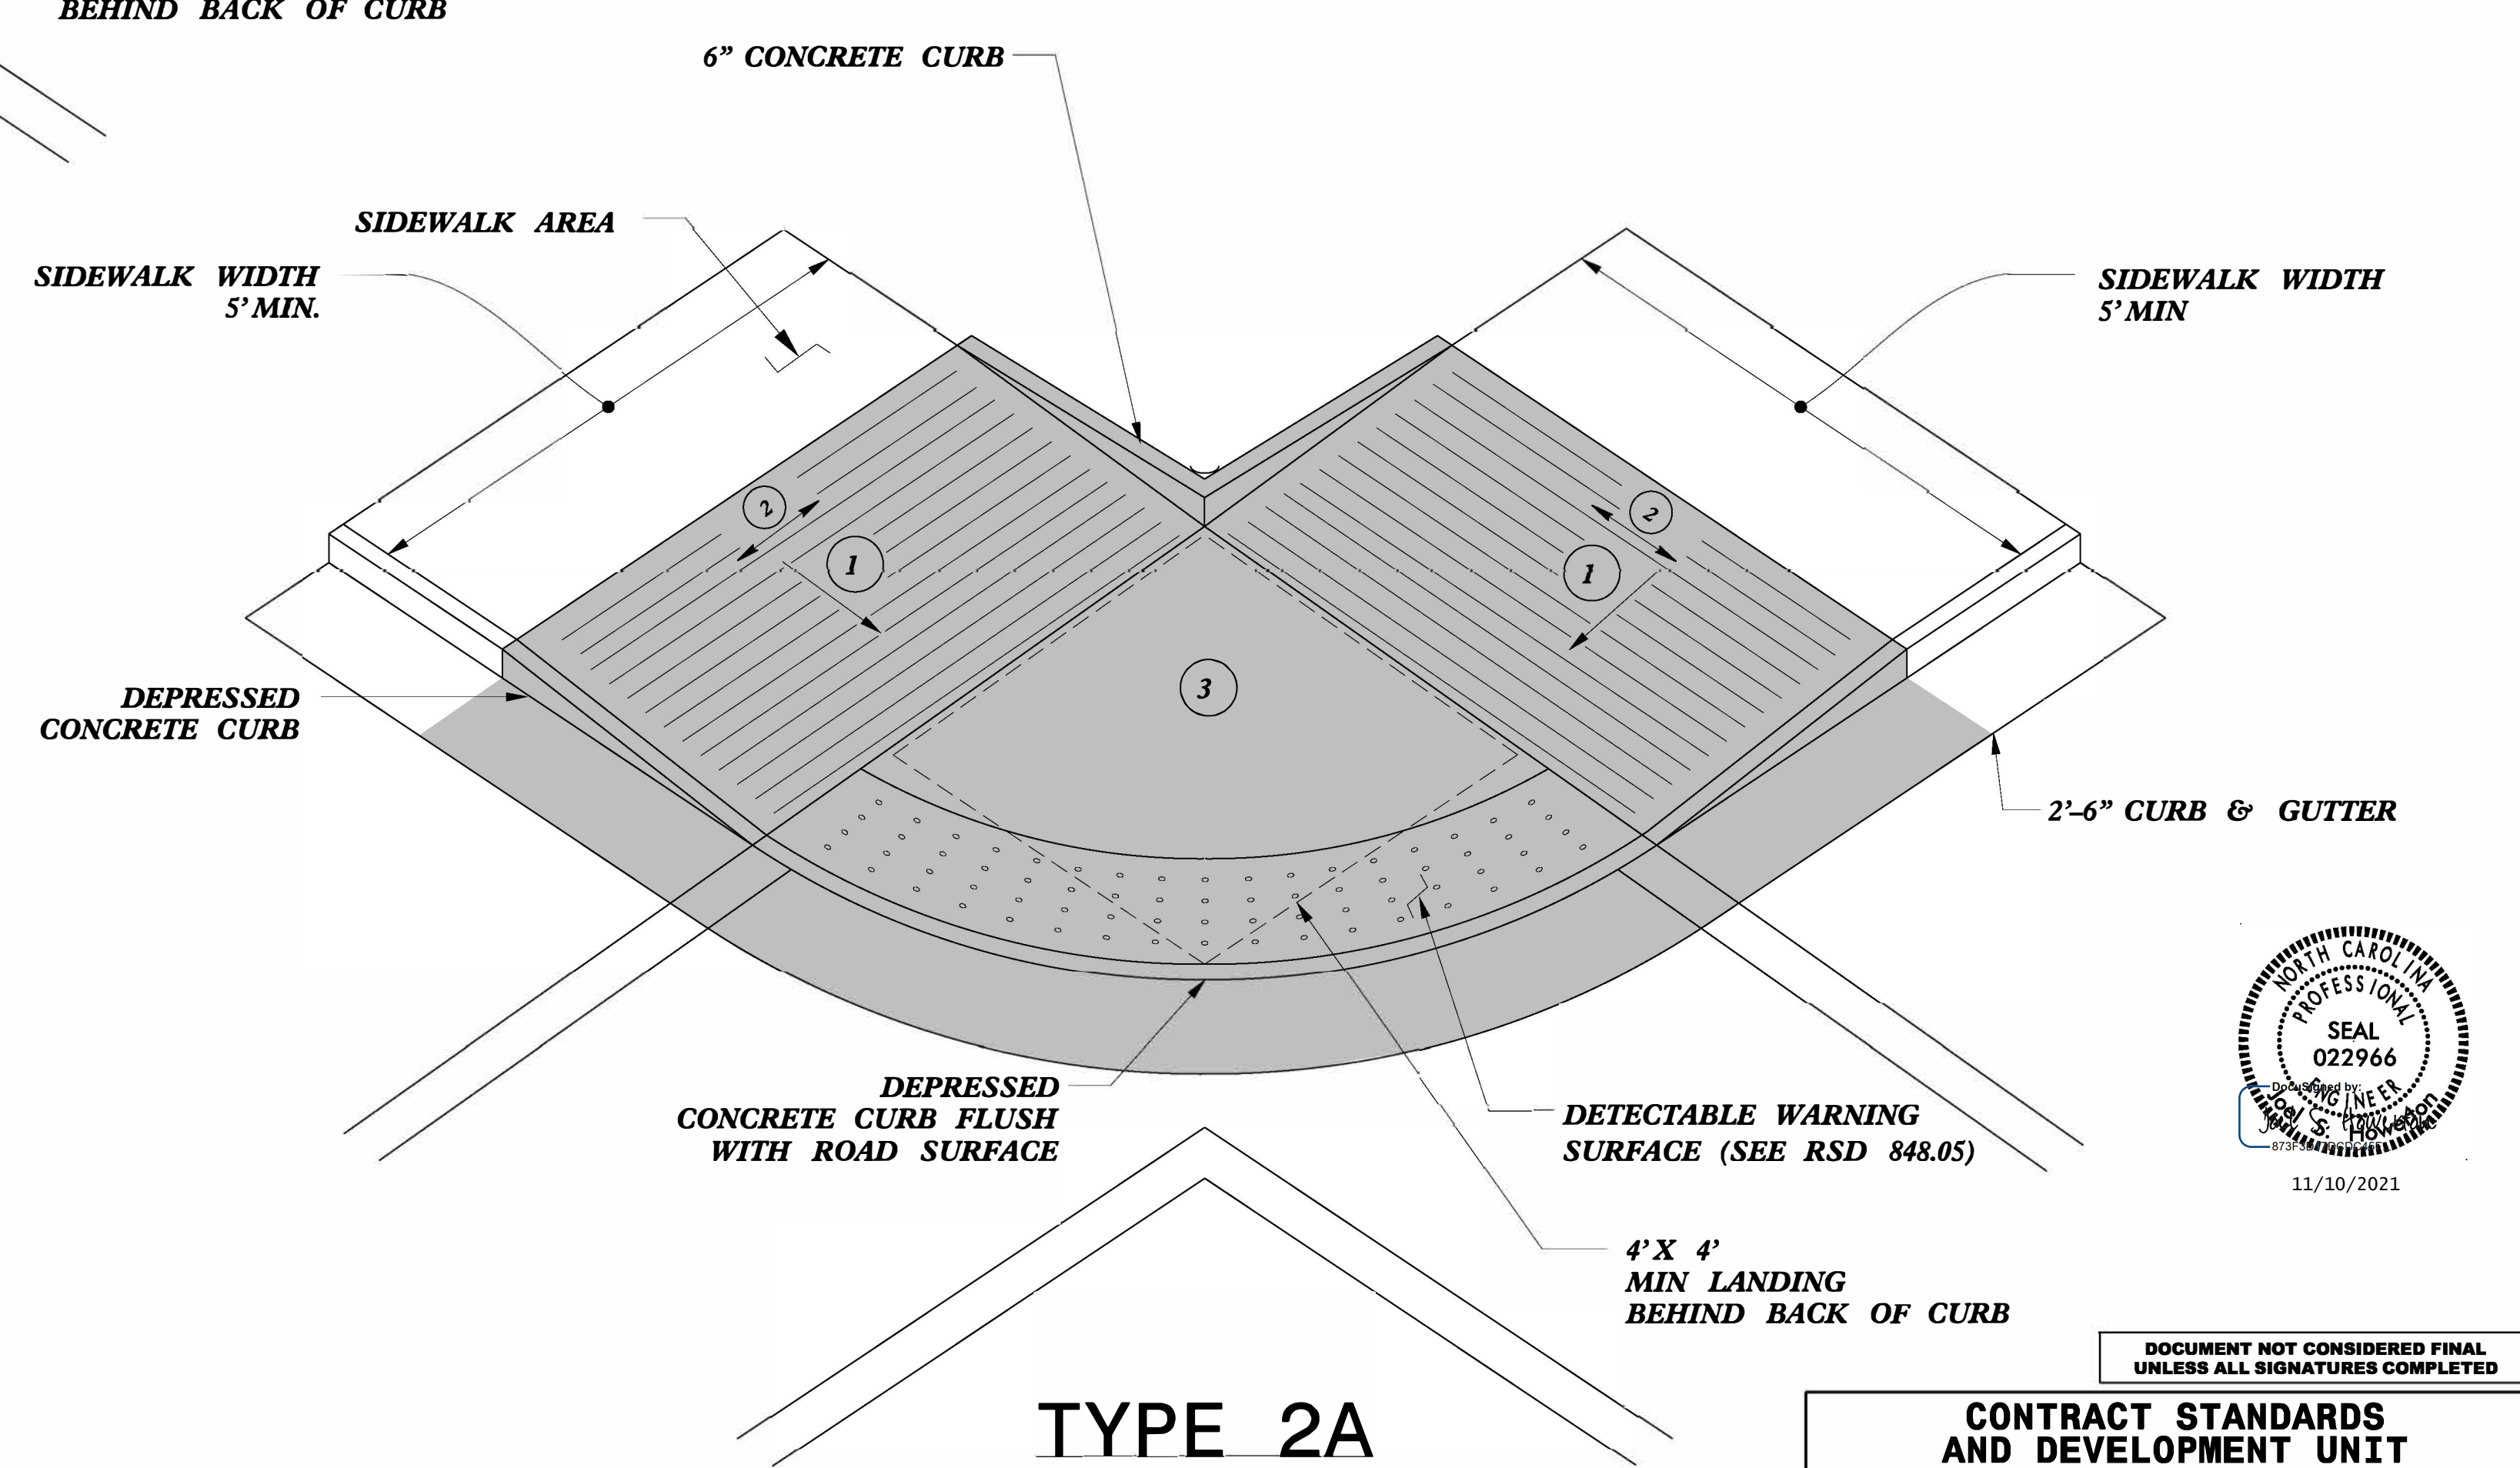 BEHIND BACK OF CURB
6” CONCRETE CURB
SIDEWALK AREA
SIDEWALK WIDTH
5’ MIN.
SIDEWALK WIDTH
5’ MIN
2
1
2
1
3
DEPRESSED
CONCRETE CURB
2’–6” CURB & GUTTER
DEPRESSED
CONCRETE CURB FLUSH
WITH ROAD SURFACE
DETECTABLE WARNING
SURFACE (SEE RSD 848.05)
4’ X 4’
MIN LANDING
BEHIND BACK OF CURB
NORTH CAROLINA
PROFESSIONAL
SEAL
022966
ENGINEER
DocuSigned by:
Joel S. Howerton
11/10/2021
DOCUMENT NOT CONSIDERED FINAL
UNLESS ALL SIGNATURES COMPLETED
TYPE 2A
CONTRACT STANDARDS
AND DEVELOPMENT UNIT